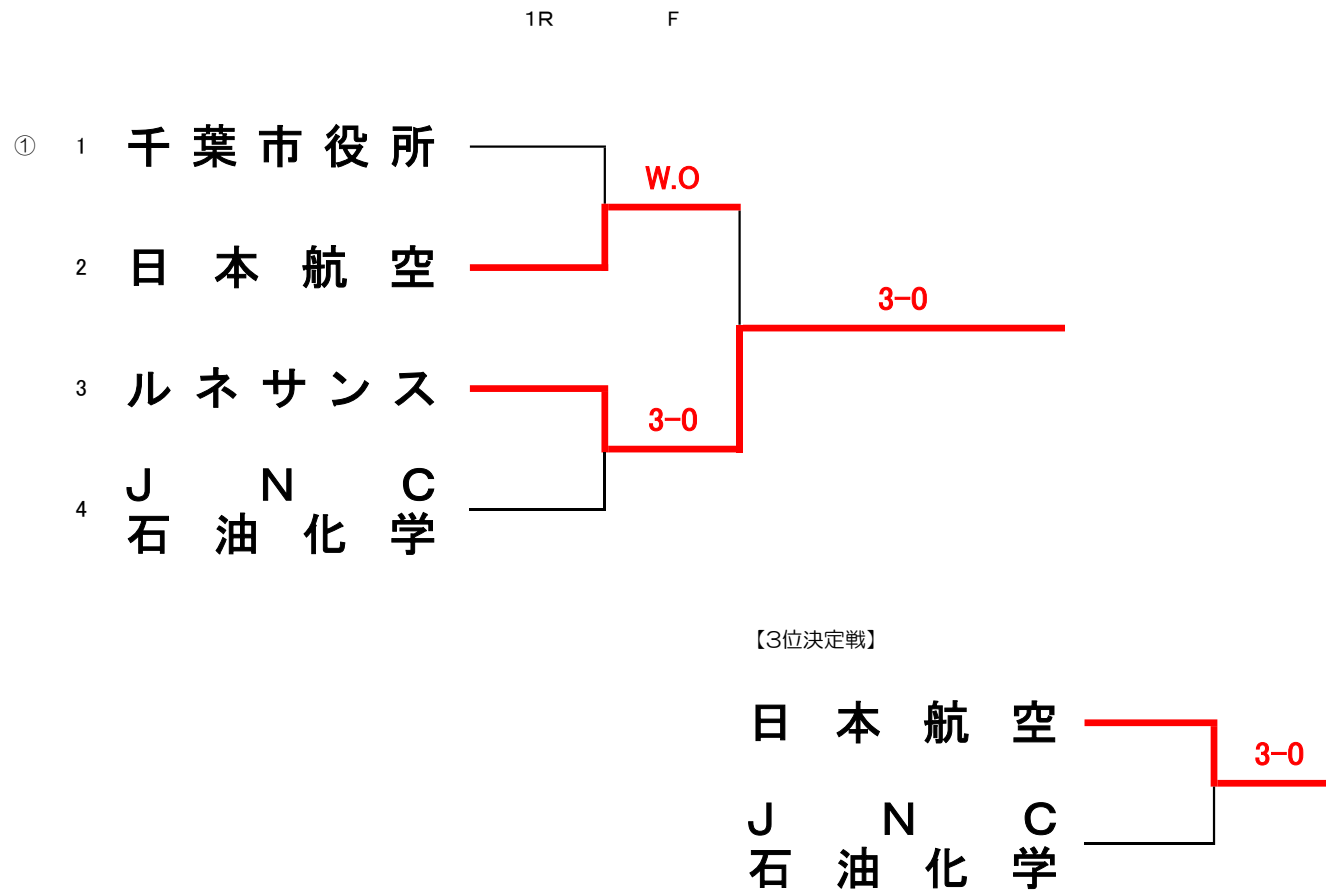 1R F
① 1 千葉市役所
W.O
2 日本航空
3-0
3 ルネサンス
3-0
JNC
4 石油化学
【3位決定戦】
日本航空
3-0
JNC
石油化学